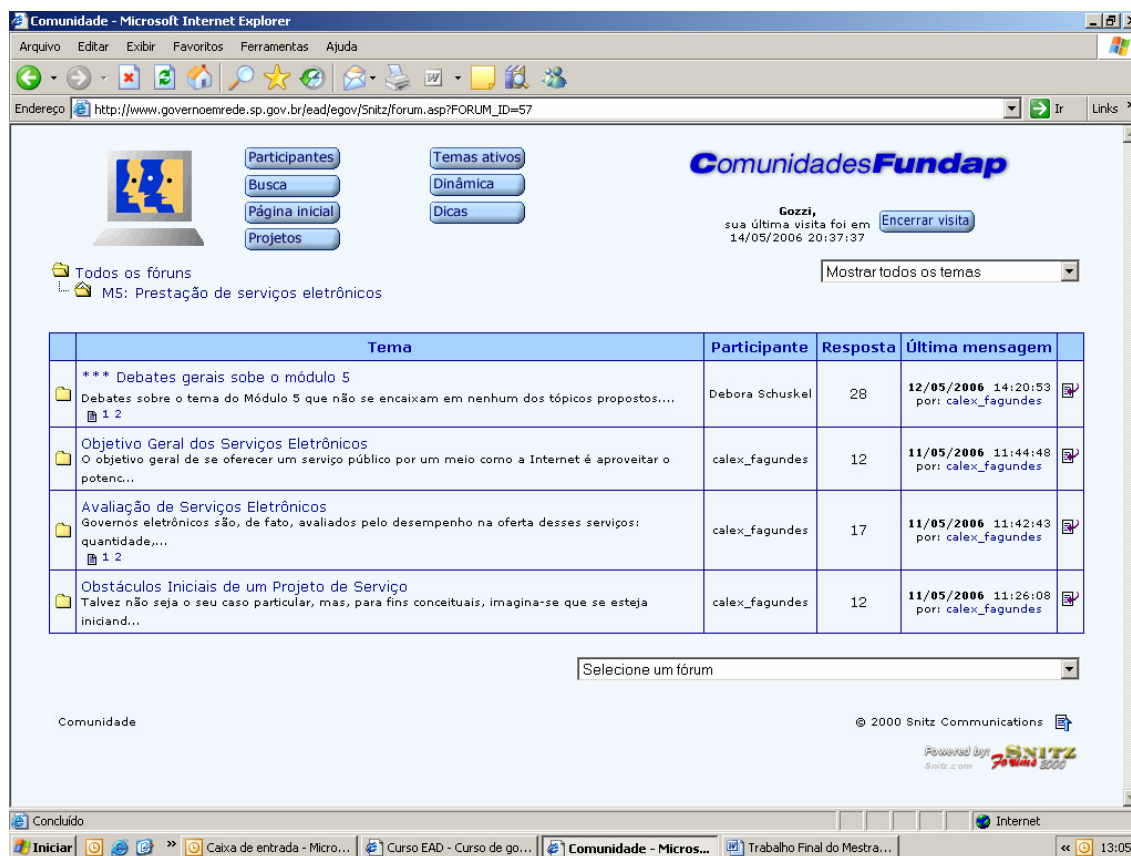 Comunidade - Microsoft Internet Explorer
Arquivo Editar Exibir Favoritos Ferramentas Ajuda
Endereço http://www.governoemrede.sp.gov.br/ead/egov/Snitz/forum.asp?FORUM_ID=57 Ir Links
Participantes Temas ativos
Busca Dinâmica
Página inicial Dicas
Projetos
ComunidadesFundap
Gozzi,
sua última visita foi em
14/05/2006 20:37:37
Encerrar visita
Todos os fóruns
M5: Prestação de serviços eletrônicos
Mostrar todos os temas
Tema Participante Resposta Última mensagem
*** Debates gerais sobe o módulo 5
Debates sobre o tema do Módulo 5 que não se encaixam em nenhum dos tópicos propostos....
1 2
Debora Schuskel 28 12/05/2006 14:20:53
por: calex_fagundes
Objetivo Geral dos Serviços Eletrônicos
O objetivo geral de se oferecer um serviço público por um meio como a Internet é aproveitar o
potenc...
calex_fagundes 12 11/05/2006 11:44:48
por: calex_fagundes
Avaliação de Serviços Eletrônicos
Governos eletrônicos são, de fato, avaliados pelo desempenho na oferta desses serviços:
quantidade,...
1 2
calex_fagundes 17 11/05/2006 11:42:43
por: calex_fagundes
Obstáculos Iniciais de um Projeto de Serviço
Talvez não seja o seu caso particular, mas, para fins conceituais, imagina-se que se esteja
iniciand...
calex_fagundes 12 11/05/2006 11:26:08
por: calex_fagundes
Selecione um fórum
Comunidade © 2000 Snitz Communications
Powered by: SNITZ
Snitz.com Forums 2000
Concluído Internet
Iniciar Caixa de entrada - Micro... Curso EAD - Curso de go... Comunidade - Micros... Trabalho Final do Mestra... 13:05